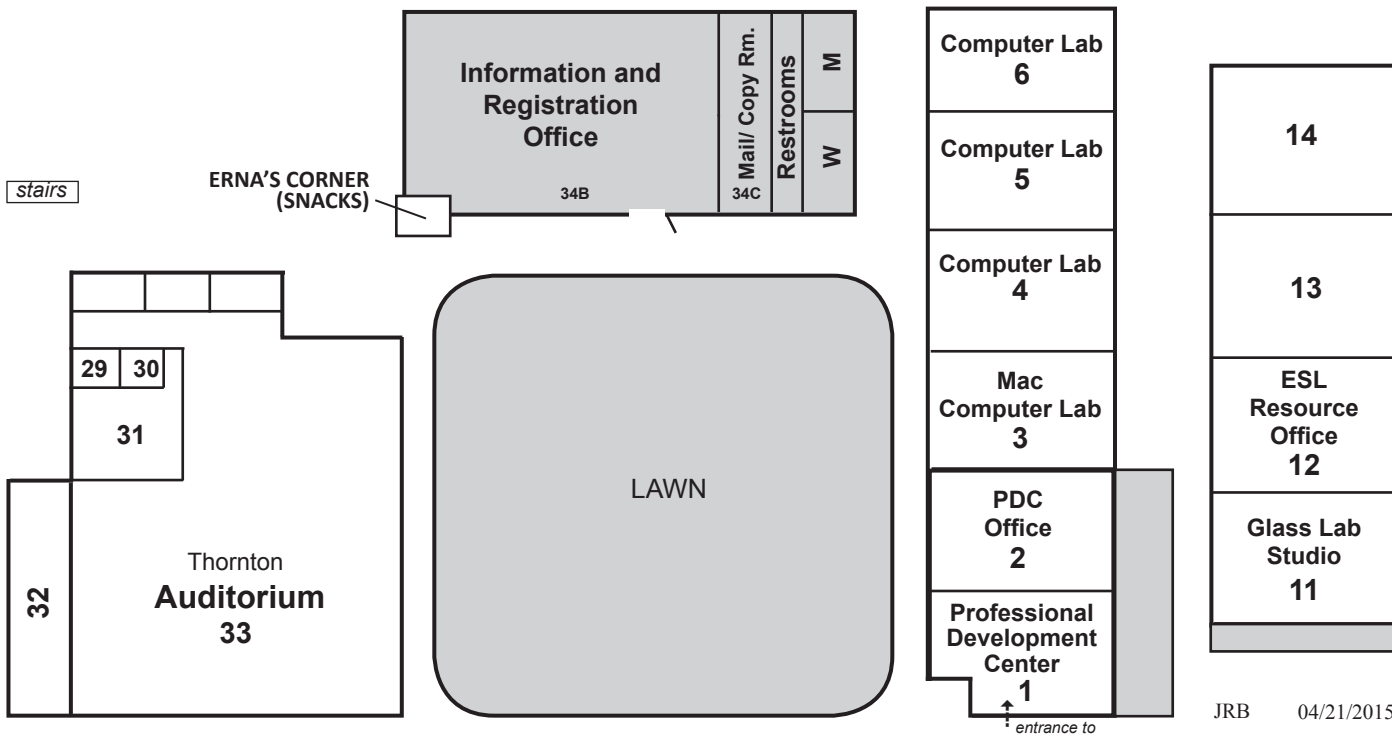 Information and
Registration
Office
34B
Mail/ Copy Rm.
34C
Restrooms
M
W
stairs
ERNA'S CORNER
(SNACKS)
Computer Lab
6
Computer Lab
5
Computer Lab
4
Mac
Computer Lab
3
PDC
Office
2
Professional
Development
Center
1
entrance to
14
13
ESL
Resource
Office
12
Glass Lab
Studio
11
29
30
31
32
Thornton
Auditorium
33
LAWN
JRB 04/21/2015